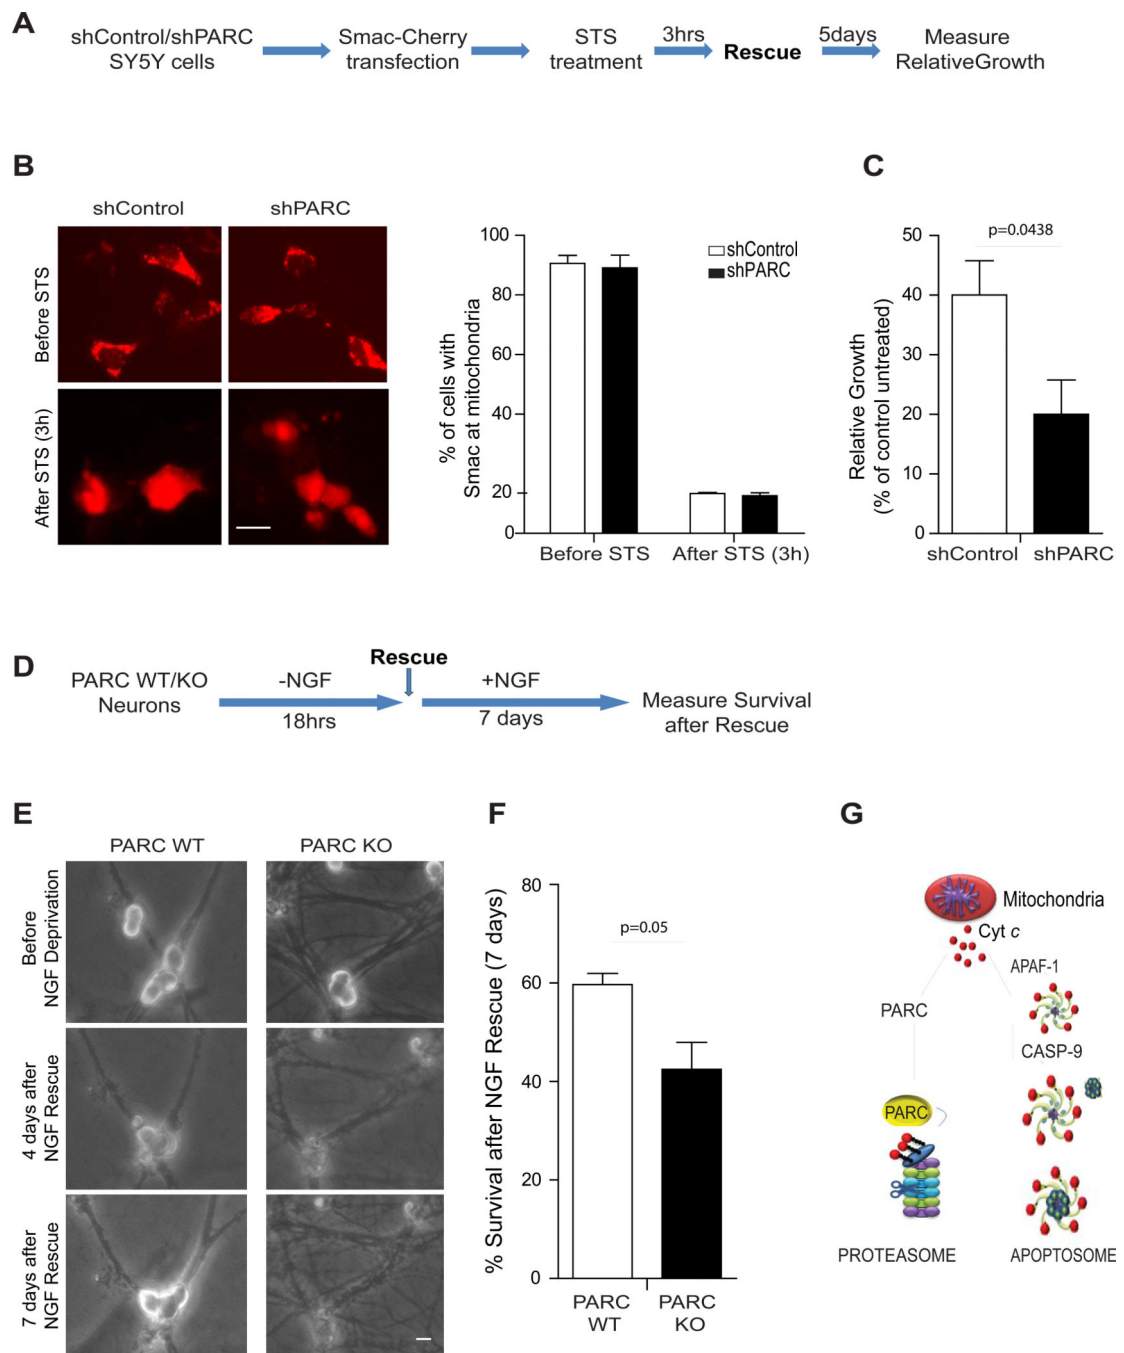 A
shControl/shPARC
SY5Y cells
Smac-Cherry
transfection
STS
treatment
3hrs
Rescue
5days
Measure
RelativeGrowth
B
shControl
shPARC
Before STS
After STS (3h)
% of cells with
Smac at mitochondria
100
80
60
40
20
0
shControl
shPARC
Before STS
After STS (3h)
C
p=0.0438
Relative Growth
(% of control untreated)
50
40
30
20
10
0
shControl
shPARC
D
PARC WT/KO
Neurons
-NGF
18hrs
Rescue
+NGF
7 days
Measure Survival
after Rescue
E
PARC WT
PARC KO
Before
NGF Deprivation
4 days after
NGF Rescue
7 days after
NGF Rescue
F
% Survival after NGF Rescue (7 days)
80
60
40
20
0
p=0.05
PARC
WT
PARC
KO
G
Mitochondria
Cyt c
APAF-1
PARC
CASP-9
PARC
PROTEASOME
APOPTOSOME